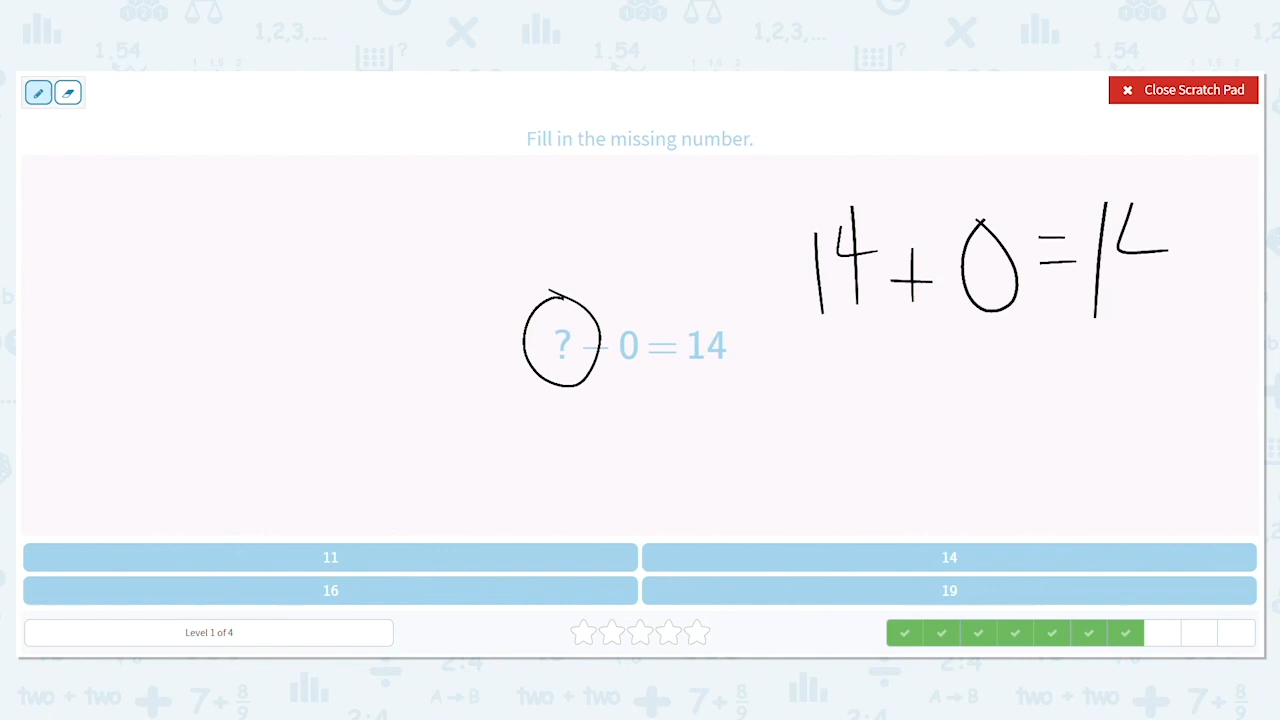 Close Scratch Pad
Fill in the missing number.
14 + 0 = 14
? − 0 = 14
11
14
16
19
Level 1 of 4